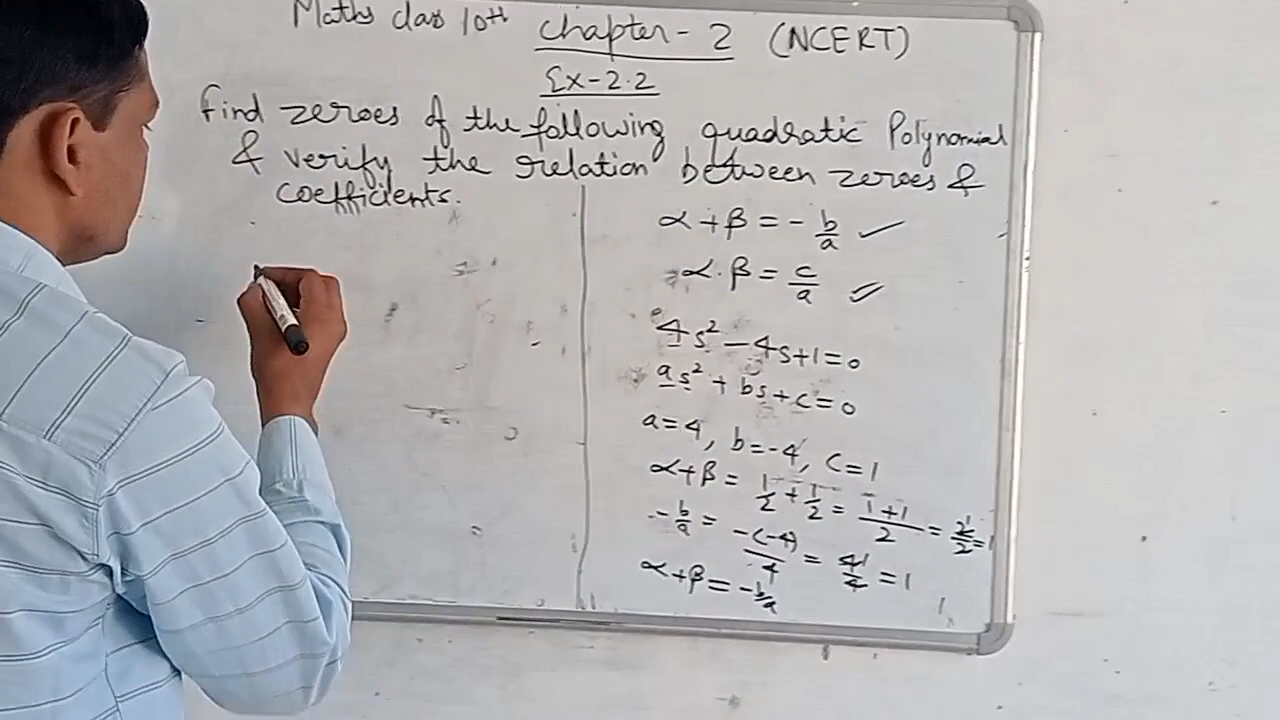 Maths class 10th Chapter - 2 (NCERT)
Ex-2.2
Find zeroes of the following quadratic Polynomial
& verify the relation between zeroes &
coefficients.
α + β = - b/a ✓
α . β = c/a
4s² - 4s+1=0
as² + bs + c = 0
a=4, b=-4, c=1
α+β = 1/2 + 1/2 = 1+1/2 = 2/2 = 1
- b/a = -(-4)/4 = 4/4 = 1
α+β = -b/a